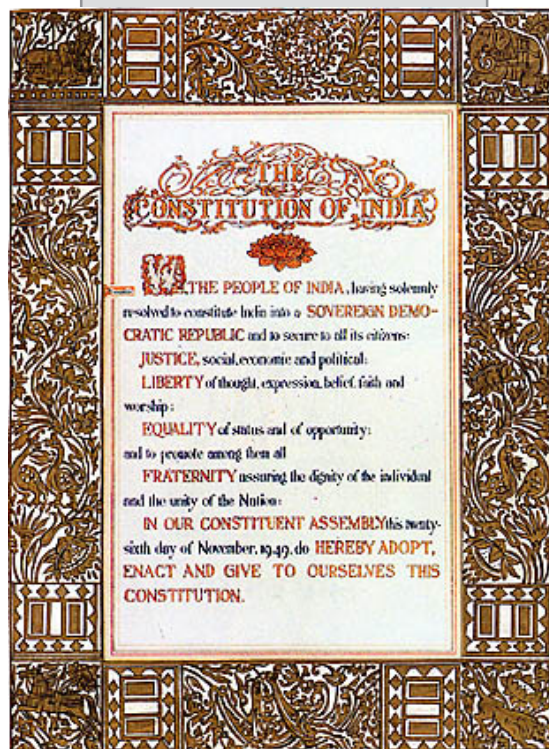 THE
CONSTITUTION OF INDIA
WE, THE PEOPLE OF INDIA, having solemnly
resolved to constitute India into a SOVEREIGN DEMO-
CRATIC REPUBLIC and to secure to all its citizens:
JUSTICE, social, economic and political;
LIBERTY of thought, expression, belief, faith and
worship;
EQUALITY of status and of opportunity;
and to promote among them all
FRATERNITY assuring the dignity of the individual
and the unity of the Nation;
IN OUR CONSTITUENT ASSEMBLY this twenty-
sixth day of November, 1949, do HEREBY ADOPT,
ENACT AND GIVE TO OURSELVES THIS
CONSTITUTION.